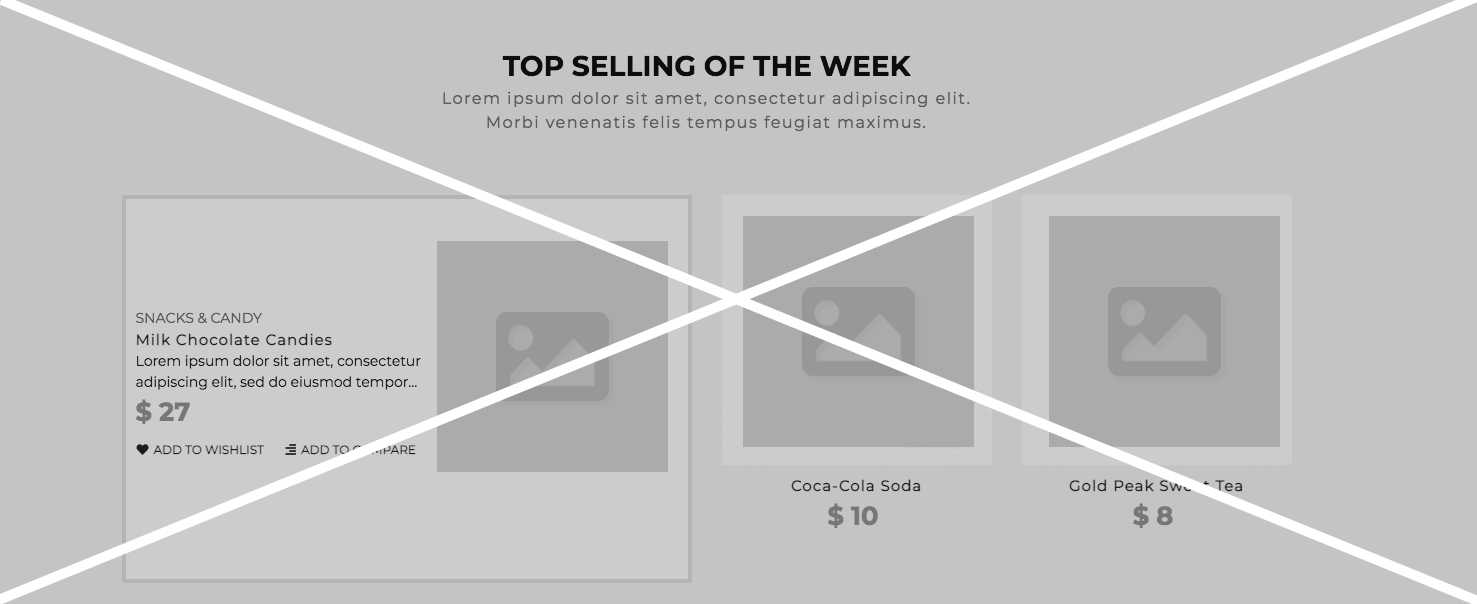 TOP SELLING OF THE WEEK
Lorem ipsum dolor sit amet, consectetur adipiscing elit.
Morbi venenatis felis tempus feugiat maximus.
SNACKS & CANDY
Milk Chocolate Candies
Lorem ipsum dolor sit amet, consectetur
adipiscing elit, sed do eiusmod tempor...
$ 27
ADD TO WISHLIST
ADD TO COMPARE
Coca-Cola Soda
$ 10
Gold Peak Sweet Tea
$ 8